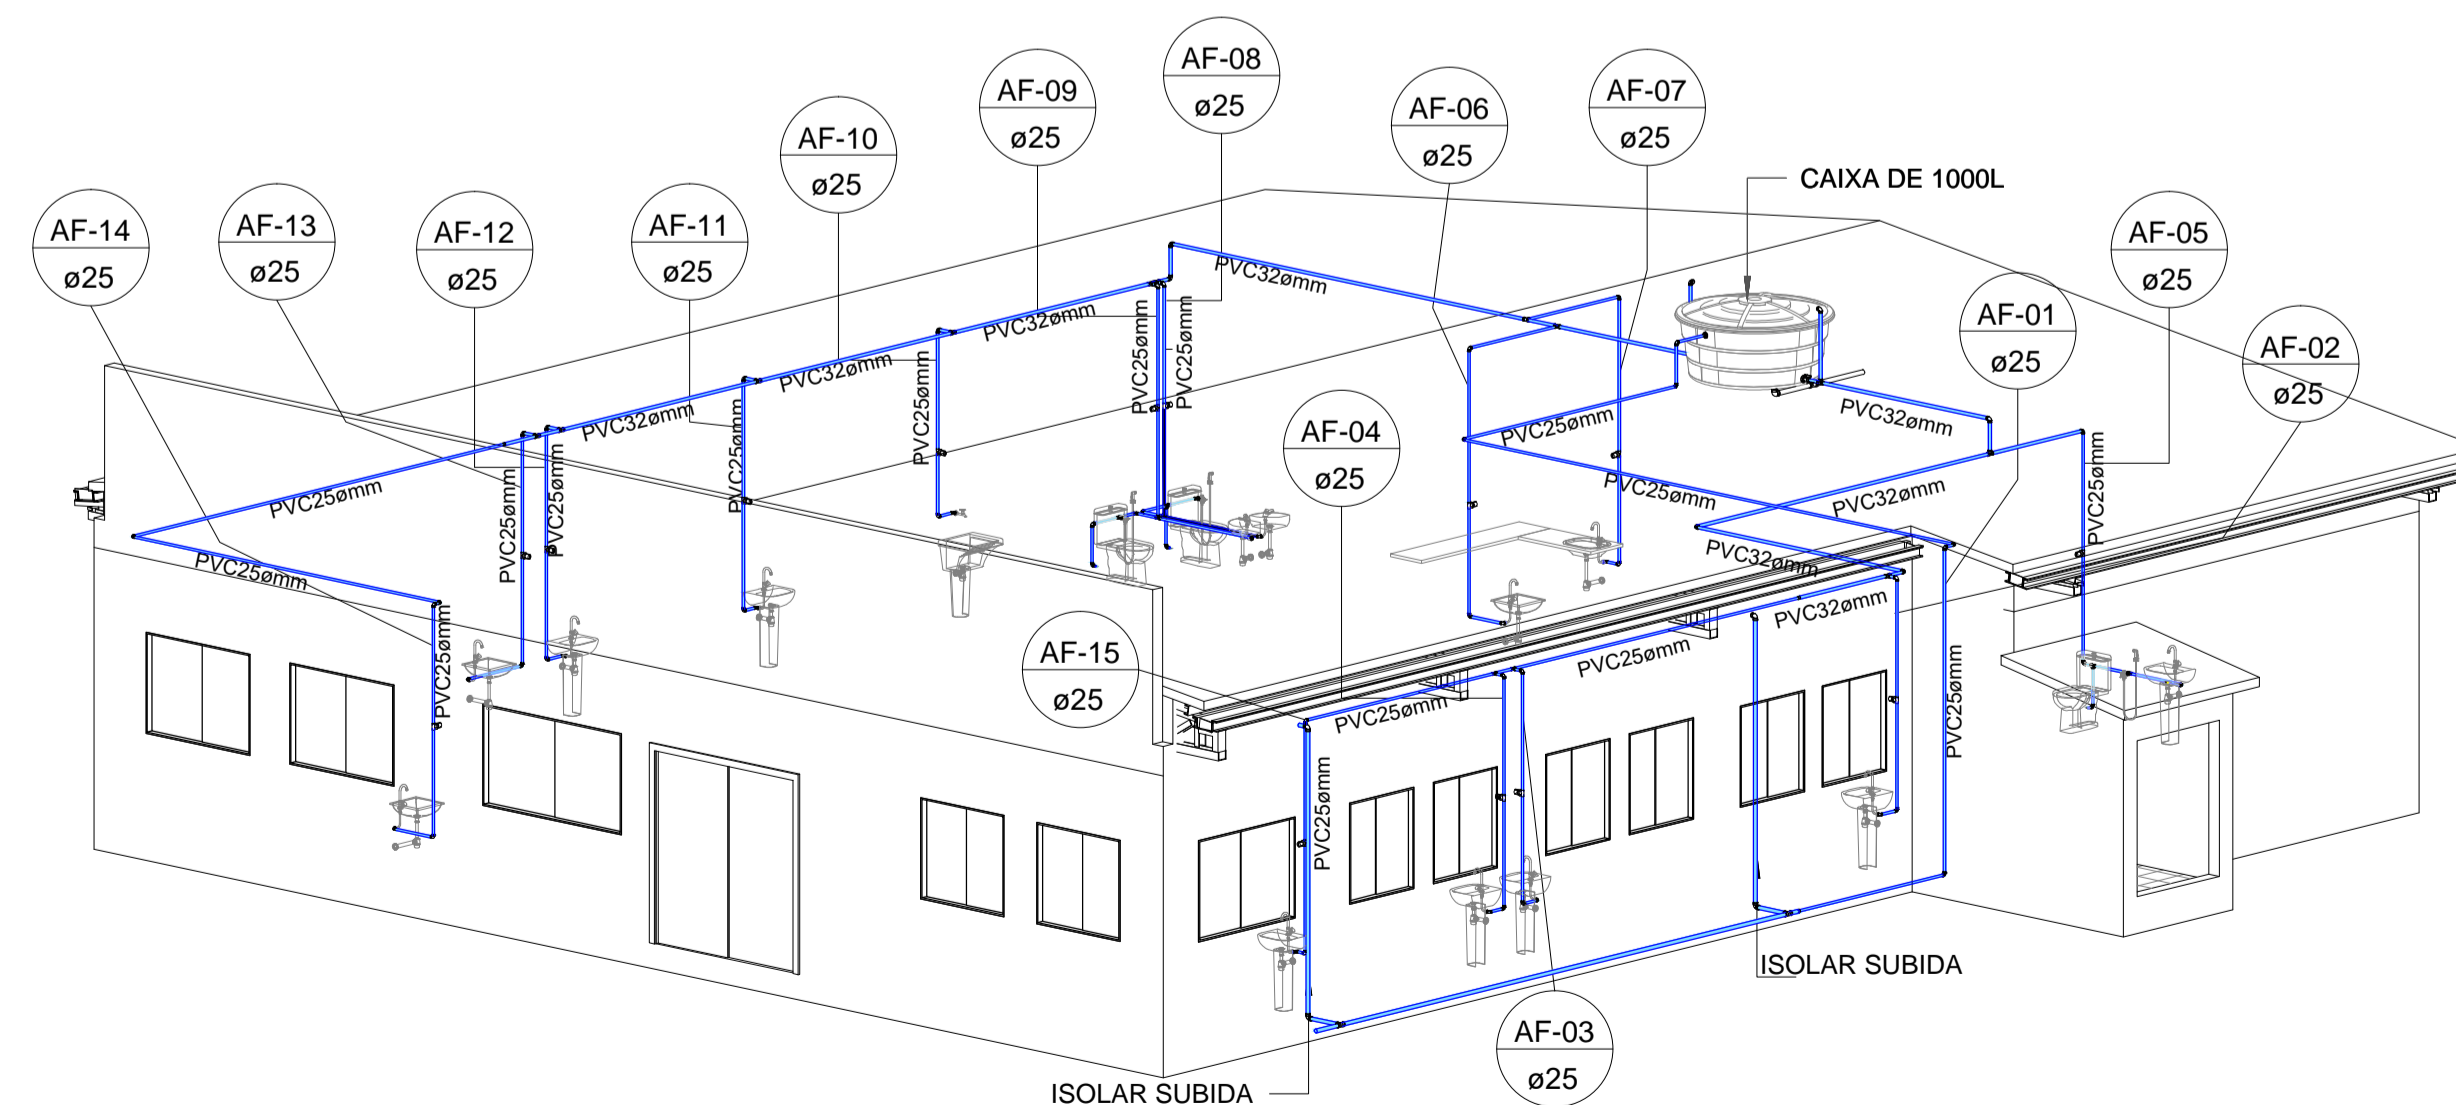 AF-08
ø25
AF-09
ø25
AF-07
ø25
AF-06
ø25
AF-10
ø25
CAIXA DE 1000L
AF-14
ø25
AF-13
ø25
AF-12
ø25
AF-11
ø25
AF-05
ø25
AF-01
ø25
AF-02
ø25
AF-04
ø25
PVC32ømm
PVC32ømm
PVC32ømm
PVC32ømm
PVC25ømm
PVC25ømm
PVC25ømm
PVC25ømm
PVC25ømm
PVC25ømm
PVC25ømm
PVC25ømm
PVC25ømm
PVC25ømm
PVC25ømm
PVC25ømm
PVC32ømm
PVC32ømm
PVC32ømm
PVC25ømm
PVC32ømm
PVC25ømm
PVC25ømm
PVC25ømm
PVC25ømm
AF-15
ø25
ISOLAR SUBIDA
AF-03
ø25
ISOLAR SUBIDA